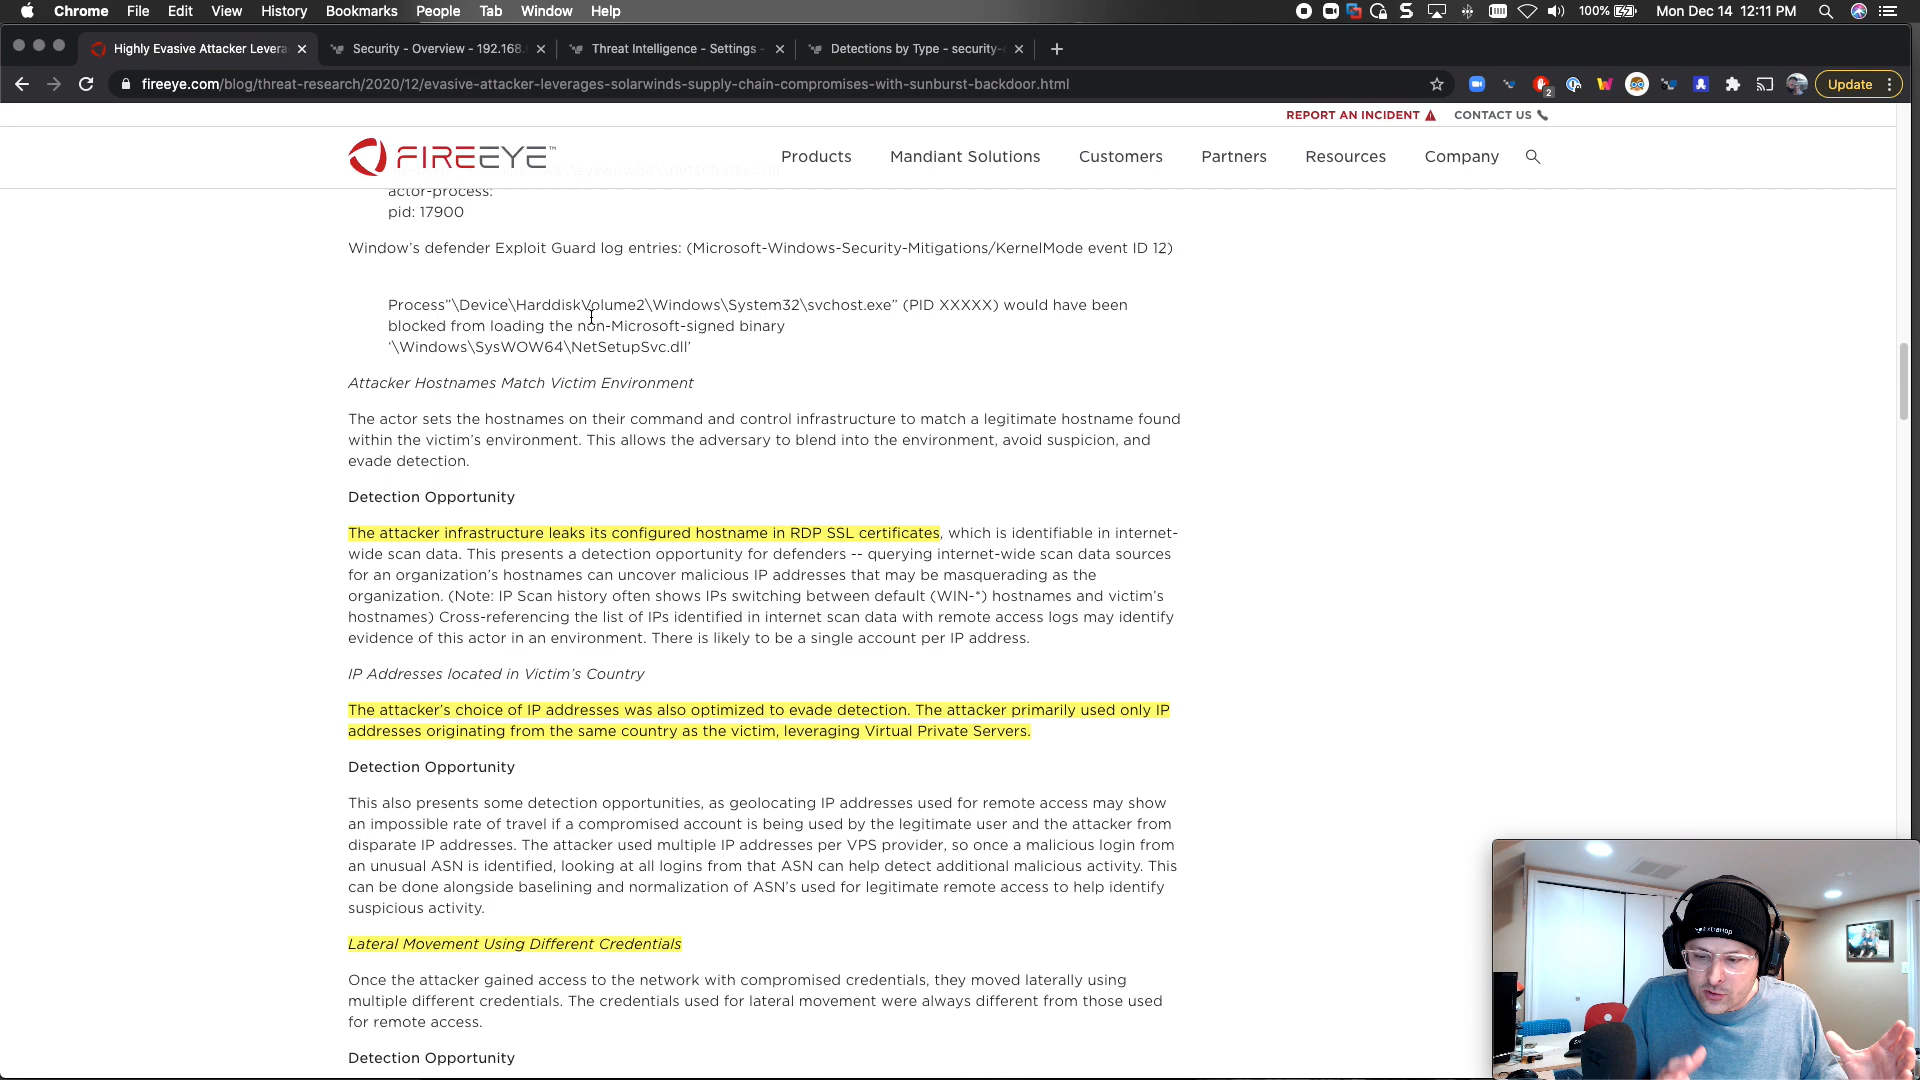 Chrome File Edit View History Bookmarks People Tab Window Help 100% Mon Dec 14 12:11 PM
Highly Evasive Attacker Levera Security - Overview - 192.168. Threat Intelligence - Settings - Detections by Type - security-
fireeye.com/blog/threat-research/2020/12/evasive-attacker-leverages-solarwinds-supply-chain-compromises-with-sunburst-backdoor.html 2 Update
REPORT AN INCIDENT CONTACT US
FIREEYE™ Products Mandiant Solutions Customers Partners Resources Company
actor-process:
pid: 17900
Window’s defender Exploit Guard log entries: (Microsoft-Windows-Security-Mitigations/KernelMode event ID 12)
Process”\Device\HarddiskVolume2\Windows\System32\svchost.exe” (PID XXXXX) would have been
blocked from loading the non-Microsoft-signed binary
‘\Windows\SysWOW64\NetSetupSvc.dll’
Attacker Hostnames Match Victim Environment
The actor sets the hostnames on their command and control infrastructure to match a legitimate hostname found
within the victim’s environment. This allows the adversary to blend into the environment, avoid suspicion, and
evade detection.
Detection Opportunity
The attacker infrastructure leaks its configured hostname in RDP SSL certificates, which is identifiable in internet-
wide scan data. This presents a detection opportunity for defenders -- querying internet-wide scan data sources
for an organization’s hostnames can uncover malicious IP addresses that may be masquerading as the
organization. (Note: IP Scan history often shows IPs switching between default (WIN-*) hostnames and victim’s
hostnames) Cross-referencing the list of IPs identified in internet scan data with remote access logs may identify
evidence of this actor in an environment. There is likely to be a single account per IP address.
IP Addresses located in Victim’s Country
The attacker’s choice of IP addresses was also optimized to evade detection. The attacker primarily used only IP
addresses originating from the same country as the victim, leveraging Virtual Private Servers.
Detection Opportunity
This also presents some detection opportunities, as geolocating IP addresses used for remote access may show
an impossible rate of travel if a compromised account is being used by the legitimate user and the attacker from
disparate IP addresses. The attacker used multiple IP addresses per VPS provider, so once a malicious login from
an unusual ASN is identified, looking at all logins from that ASN can help detect additional malicious activity. This
can be done alongside baselining and normalization of ASN’s used for legitimate remote access to help identify
suspicious activity.
Lateral Movement Using Different Credentials
Once the attacker gained access to the network with compromised credentials, they moved laterally using
multiple different credentials. The credentials used for lateral movement were always different from those used
for remote access.
Detection Opportunity